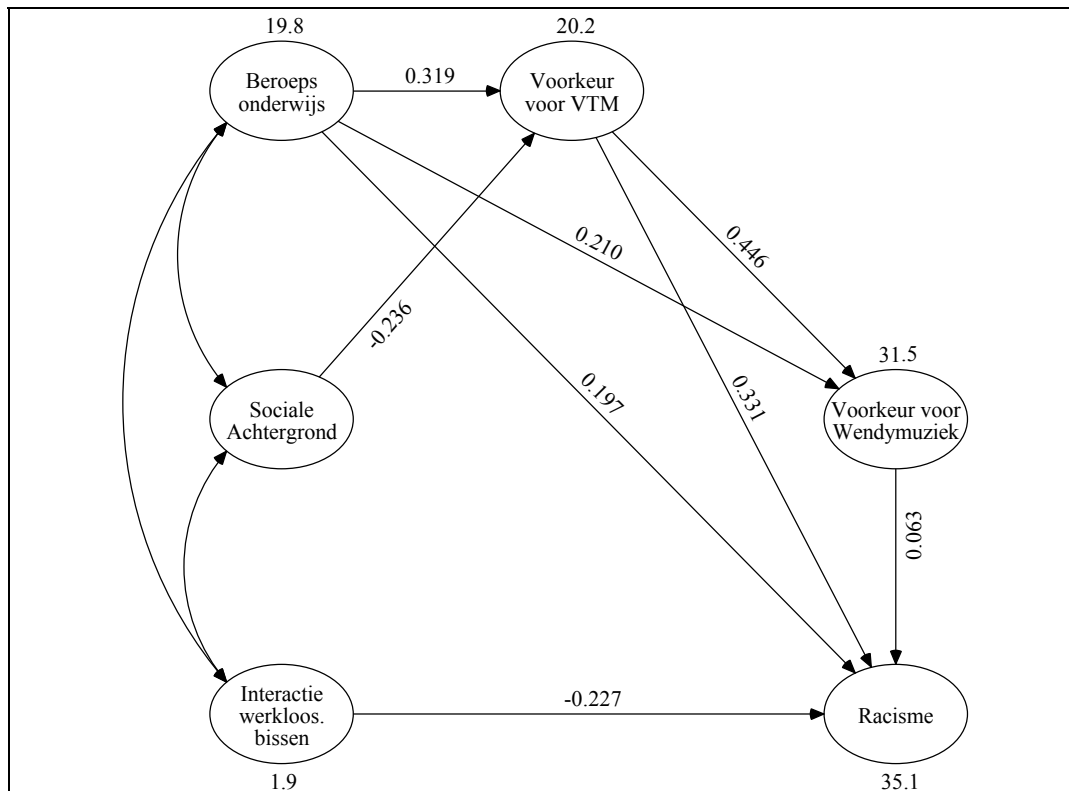 19.8
20.2
Beroeps
onderwijs
0.319
Voorkeur
voor VTM
0.210
0.446
-0.236
31.5
0.197
0.331
Sociale
Achtergrond
Voorkeur voor
Wendymuziek
0.063
Interactie
werkloos.
bissen
-0.227
Racisme
1.9
35.1